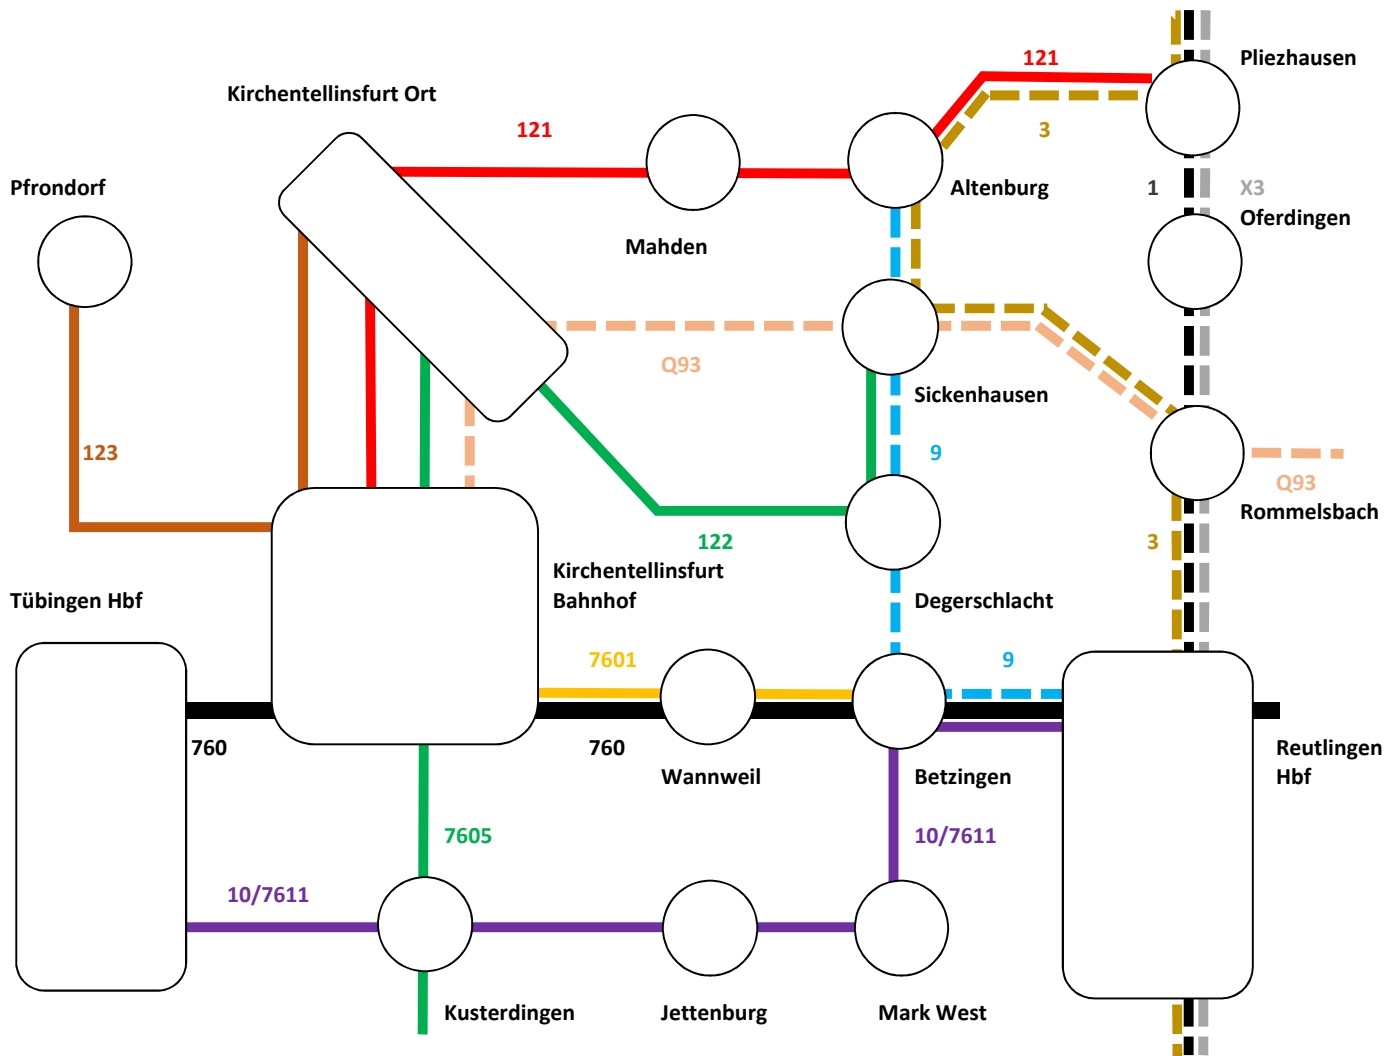 121
Pliezhausen
Kirchentellinsfurt Ort
121
3
Pfrondorf
Altenburg
1
X3
Oferdingen
Mahden
Q93
Sickenhausen
123
9
Q93
Rommelsbach
122
3
Kirchentellinsfurt
Bahnhof
Tübingen Hbf
Degerschlacht
7601
9
760
760
Wannweil
Betzingen
Reutlingen
Hbf
7605
10/7611
10/7611
Kusterdingen
Jettenburg
Mark West